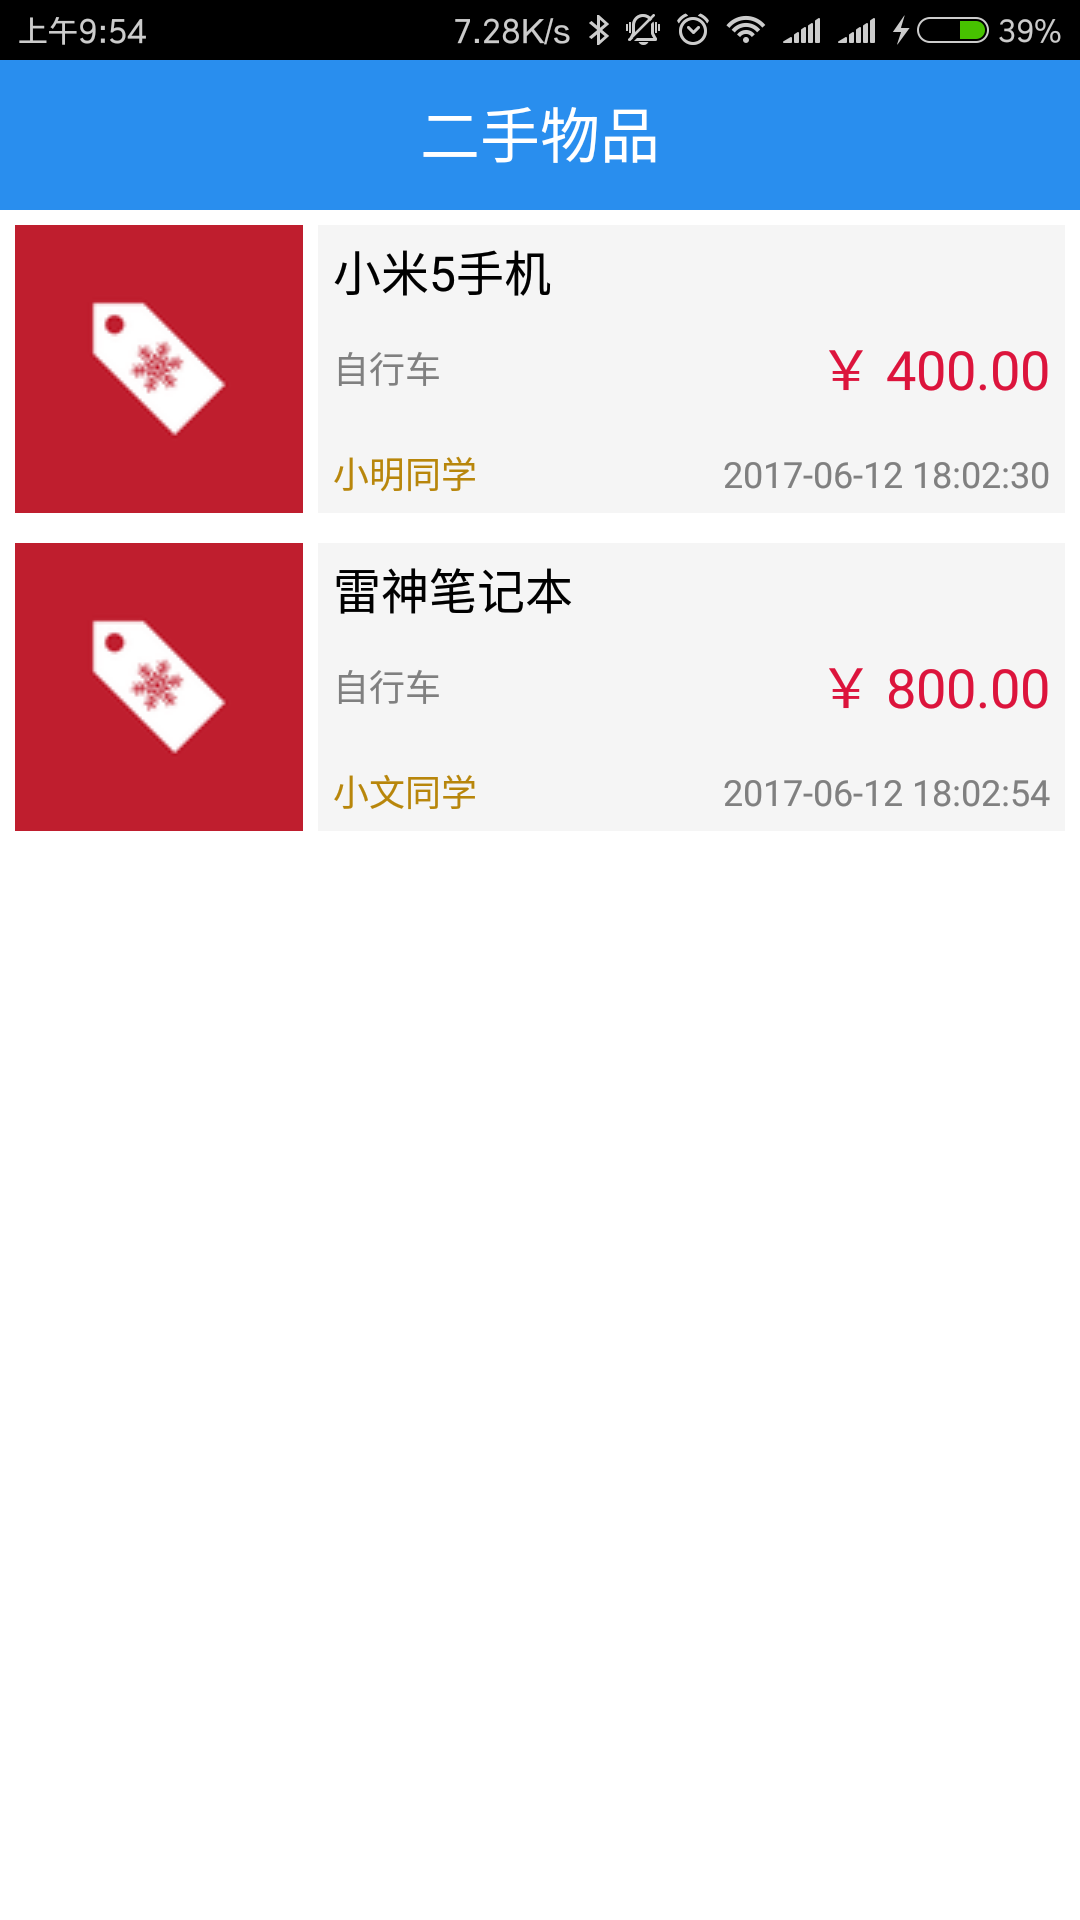 上午9:54 7.28K/s 39%
二手物品
小米5手机
自行车 ￥ 400.00
小明同学 2017-06-12 18:02:30
雷神笔记本
自行车 ￥ 800.00
小文同学 2017-06-12 18:02:54